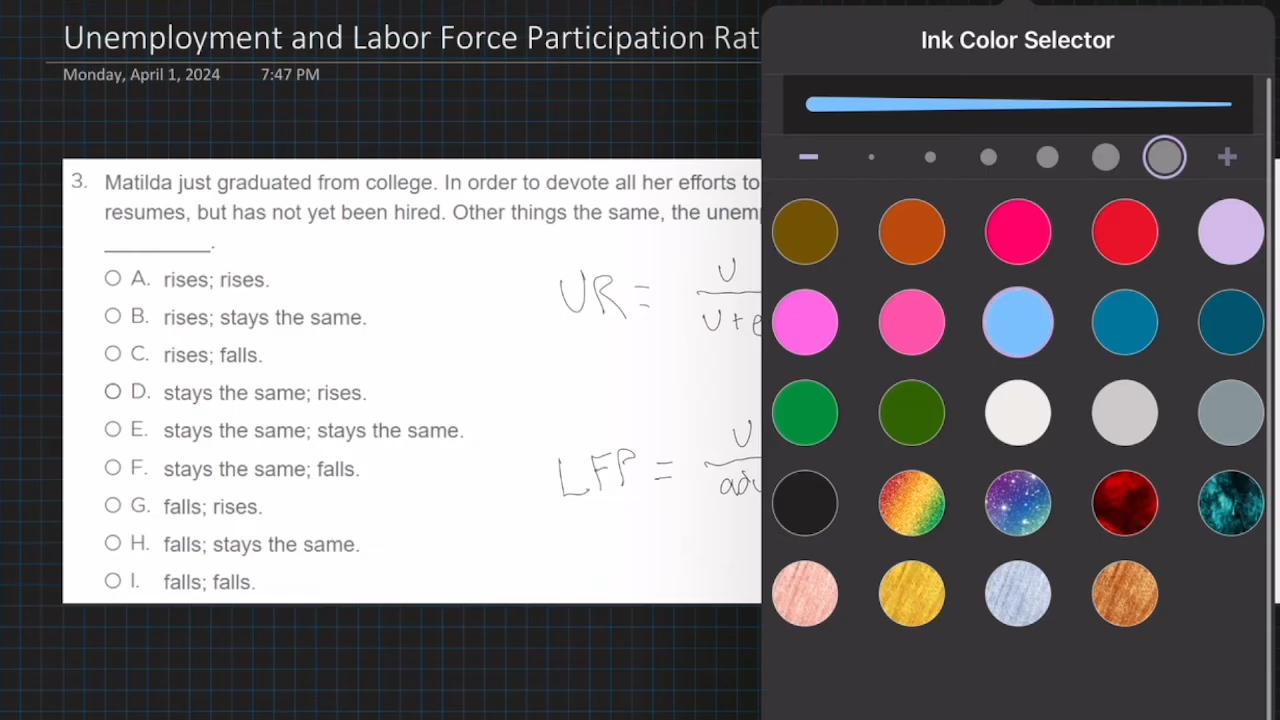 Unemployment and Labor Force Participation Rat
Monday, April 1, 2024 7:47 PM
Ink Color Selector
3. Matilda just graduated from college. In order to devote all her efforts to
resumes, but has not yet been hired. Other things the same, the
__________.
A. rises; rises.
B. rises; stays the same.
C. rises; falls.
D. stays the same; rises.
E. stays the same; stays the same.
F. stays the same; falls.
G. falls; rises.
H. falls; stays the same.
I. falls; falls.
UR = U
U + e
LFP = U